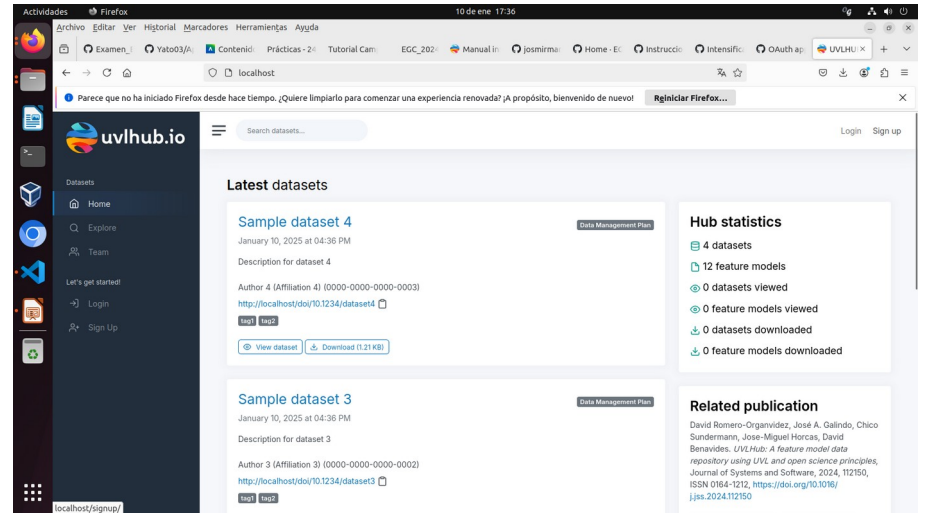 Actividades Firefox 10 de ene 17:36
Archivo Editar Ver Historial Marcadores Herramientas Ayuda
Examen_ Yato03/A Contenid Prácticas - 24 Tutorial Cam EGC_202 Manual in josmirma Home · E Instruccio Intensific OAuth ap UVLHU
localhost
Parece que no ha iniciado Firefox desde hace tiempo. ¿Quiere limpiarlo para comenzar una experiencia renovada? ¡A propósito, bienvenido de nuevo! Reiniciar Firefox...
uvlhub.io
Search datasets...
Login Sign up
Datasets
Home
Explore
Team
Let's get started!
Login
Sign Up
Latest datasets
Sample dataset 4
Data Management Plan
January 10, 2025 at 04:36 PM
Description for dataset 4
Author 4 (Affiliation 4) (0000-0000-0000-0003)
http://localhost/doi/10.1234/dataset4
tag1 tag2
View dataset Download (1.21 KB)
Sample dataset 3
Data Management Plan
January 10, 2025 at 04:36 PM
Description for dataset 3
Author 3 (Affiliation 3) (0000-0000-0000-0002)
http://localhost/doi/10.1234/dataset3
tag1 tag2
Hub statistics
4 datasets
12 feature models
0 datasets viewed
0 feature models viewed
0 datasets downloaded
0 feature models downloaded
Related publication
David Romero-Organvidez, José A. Galindo, Chico
Sundermann, Jose-Miguel Horcas, David
Benavides. UVLHub: A feature model data
repository using UVL and open science principles,
Journal of Systems and Software, 2024, 112150,
ISSN 0164-1212, https://doi.org/10.1016/
j.jss.2024.112150
localhost/signup/